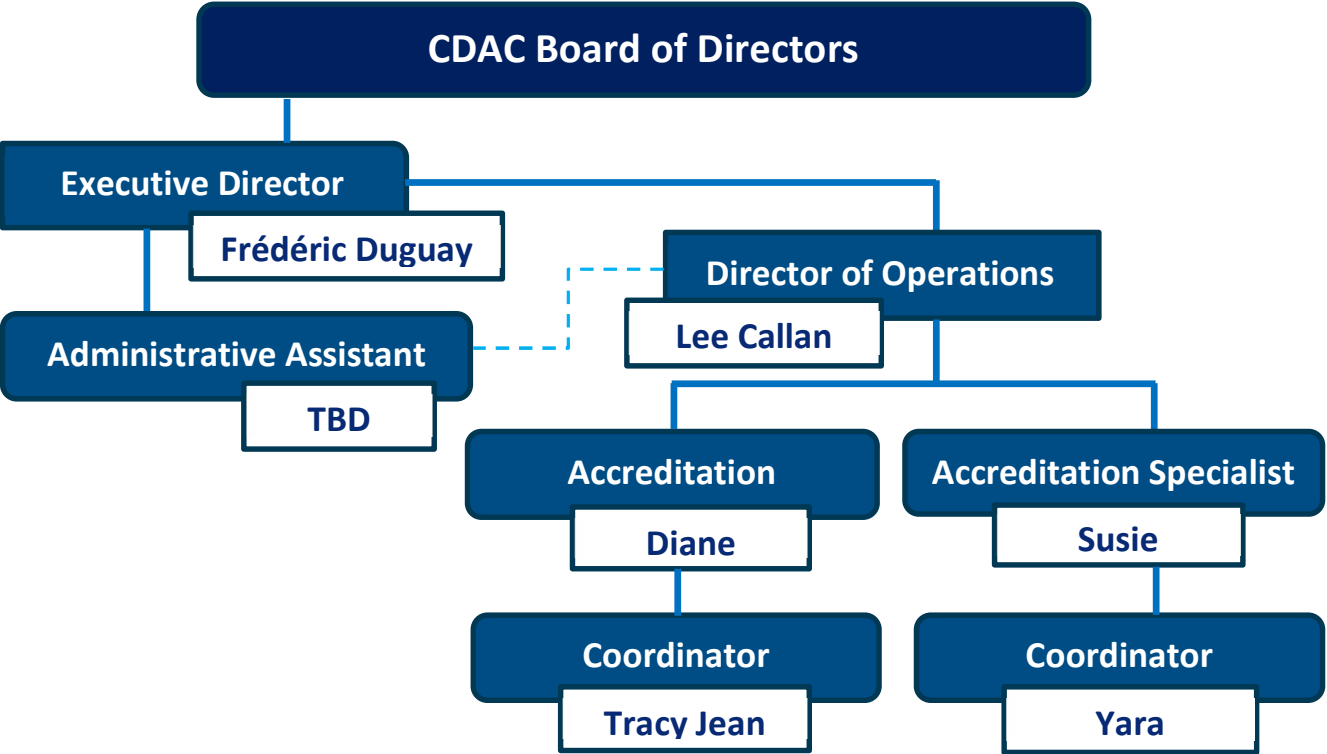 CDAC Board of Directors
Executive Director
Frédéric Duguay
Director of Operations
Lee Callan
Administrative Assistant
TBD
Accreditation
Diane
Accreditation Specialist
Susie
Coordinator
Tracy Jean
Coordinator
Yara